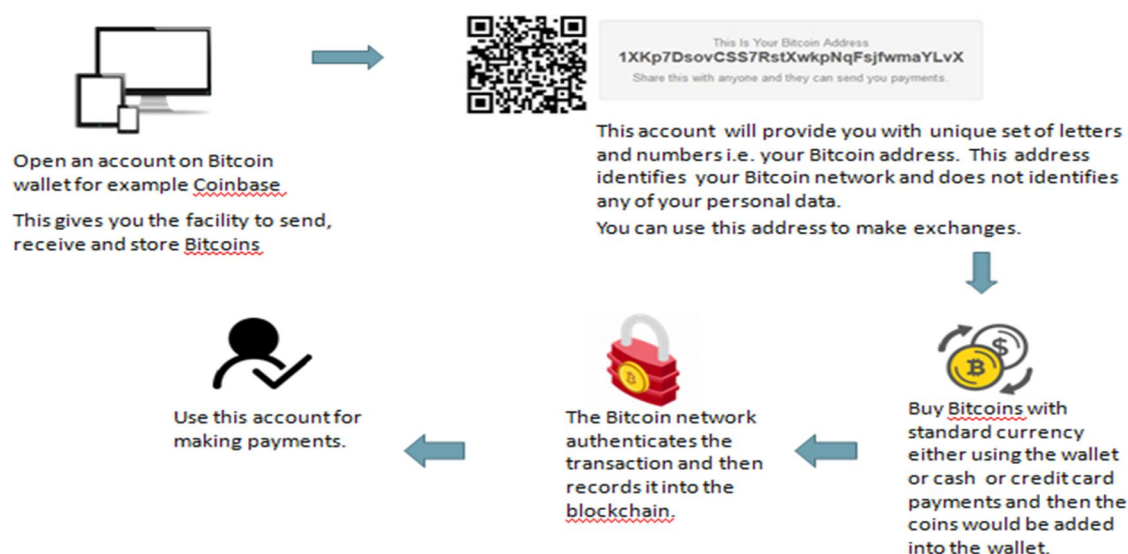 This Is Your Bitcoin Address
1XKp7DsovCSS7RstXwkpNqFsjfwmaYLvX
Share this with anyone and they can send you payments.
Open an account on Bitcoin
wallet for example Coinbase
This gives you the facility to send,
receive and store Bitcoins
This account will provide you with unique set of letters
and numbers i.e. your Bitcoin address. This address
identifies your Bitcoin network and does not identifies
any of your personal data.
You can use this address to make exchanges.
Buy Bitcoins with
standard currency
either using the wallet
or cash or credit card
payments and then the
coins would be added
into the wallet.
The Bitcoin network
authenticates the
transaction and then
records it into the
blockchain.
Use this account for
making payments.